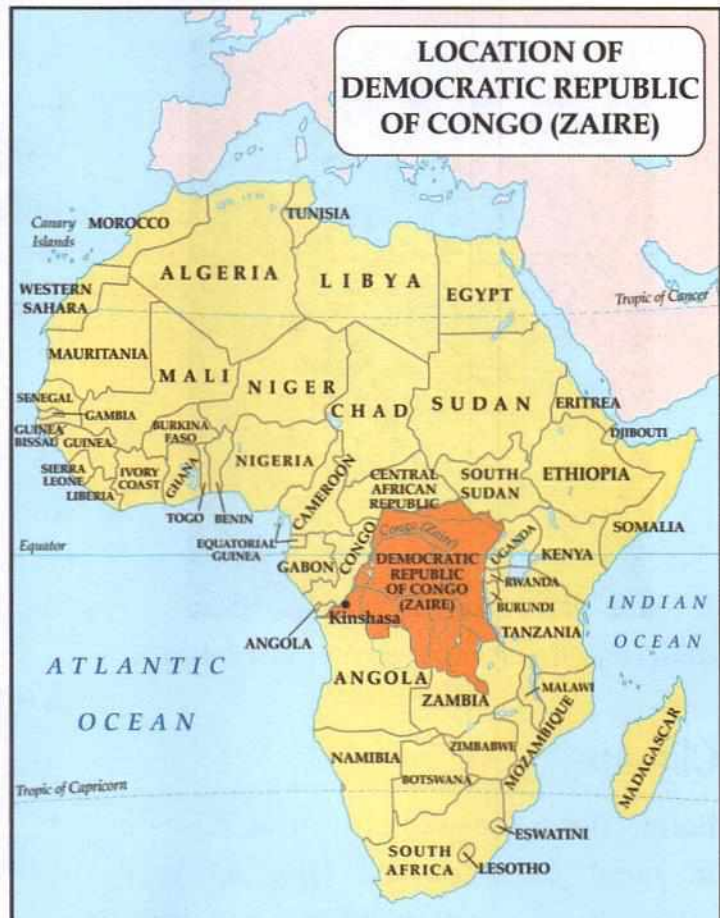 LOCATION OF
DEMOCRATIC REPUBLIC
OF CONGO (ZAIRE)
Canary
Islands
MOROCCO
TUNISIA
ALGERIA
LIBYA
EGYPT
WESTERN
SAHARA
Tropic of Cancer
MAURITANIA
MALI
NIGER
CHAD
SUDAN
ERITREA
SENEGAL
GAMBIA
GUINEA
BISSAU
GUINEA
BURKINA
FASO
DJIBOUTI
SIERRA
LEONE
LIBERIA
IVORY
COAST
GHANA
NIGERIA
CAMEROON
CENTRAL
AFRICAN
REPUBLIC
SOUTH
SUDAN
ETHIOPIA
TOGO
BENIN
SOMALIA
Equator
EQUATORIAL
GUINEA
GABON
CONGO
Congo (Zaire)
DEMOCRATIC
REPUBLIC
OF CONGO
(ZAIRE)
UGANDA
KENYA
RWANDA
BURUNDI
Kinshasa
TANZANIA
INDIAN
OCEAN
ANGOLA
ATLANTIC
OCEAN
ANGOLA
ZAMBIA
MALAWI
MOZAMBIQUE
MADAGASCAR
NAMIBIA
ZIMBABWE
BOTSWANA
Tropic of Capricorn
ESWATINI
SOUTH
AFRICA
LESOTHO